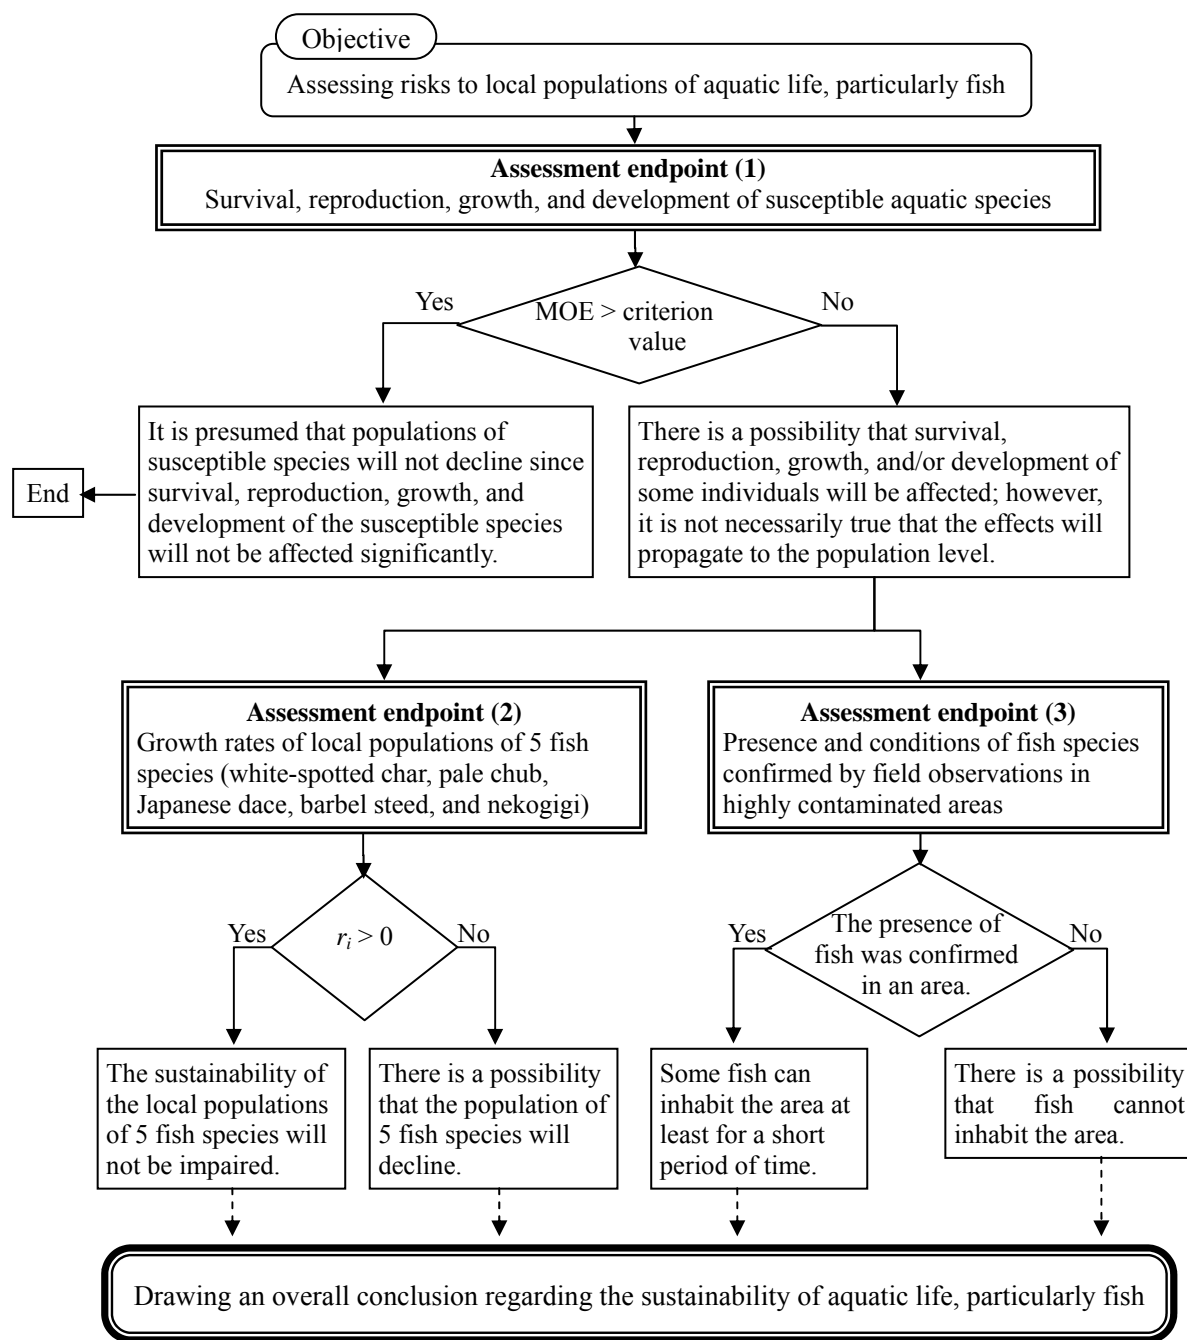 Objective
Assessing risks to local populations of aquatic life, particularly fish
Assessment endpoint (1)
Survival, reproduction, growth, and development of susceptible aquatic species
Yes
MOE > criterion
value
No
It is presumed that populations of
susceptible species will not decline since
survival, reproduction, growth, and
development of the susceptible species
will not be affected significantly.
There is a possibility that survival,
reproduction, growth, and/or development of
some individuals will be affected; however,
it is not necessarily true that the effects will
propagate to the population level.
End
Assessment endpoint (2)
Growth rates of local populations of 5 fish
species (white-spotted char, pale chub,
Japanese dace, barbel steed, and nekogigi)
Assessment endpoint (3)
Presence and conditions of fish species
confirmed by field observations in
highly contaminated areas
Yes
r_i > 0
No
Yes
The presence of
fish was confirmed
in an area.
No
The sustainability of
the local populations
of 5 fish species will
not be impaired.
There is a possibility
that the population of
5 fish species will
decline.
Some fish can
inhabit the area at
least for a short
period of time.
There is a possibility
that fish cannot
inhabit the area.
Drawing an overall conclusion regarding the sustainability of aquatic life, particularly fish